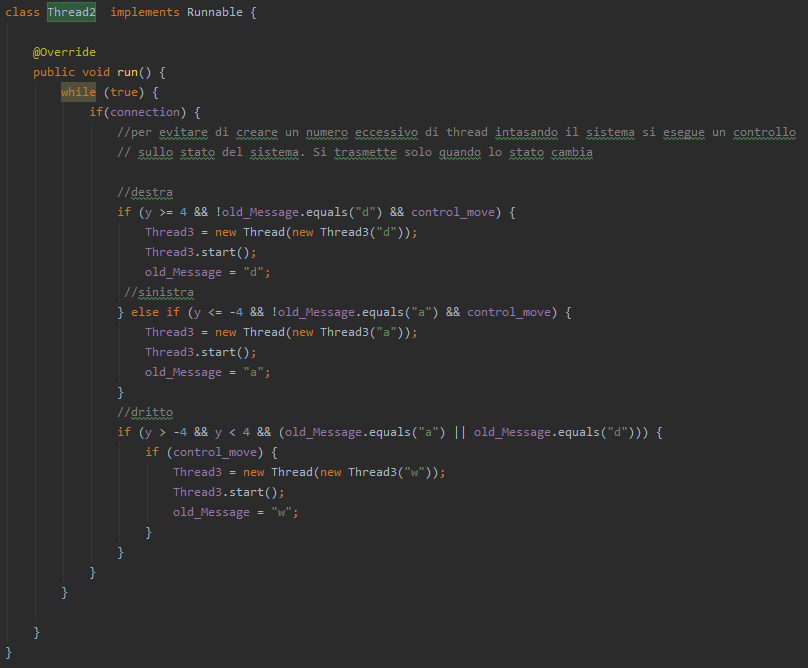 class Thread2  implements Runnable {
@Override
public void run() {
while (true) {
if(connection) {
//per evitare di creare un numero eccessivo di thread intasando il sistema si esegue un controllo
// sullo stato del sistema. Si trasmette solo quando lo stato cambia
//destra
if (y >= 4 && !old_Message.equals("d") && control_move) {
Thread3 = new Thread(new Thread3("d"));
Thread3.start();
old_Message = "d";
//sinistra
} else if (y <= -4 && !old_Message.equals("a") && control_move) {
Thread3 = new Thread(new Thread3("a"));
Thread3.start();
old_Message = "a";
}
//dritto
if (y > -4 && y < 4 && (old_Message.equals("a") || old_Message.equals("d"))) {
if (control_move) {
Thread3 = new Thread(new Thread3("w"));
Thread3.start();
old_Message = "w";
}
}
}
}
}
}